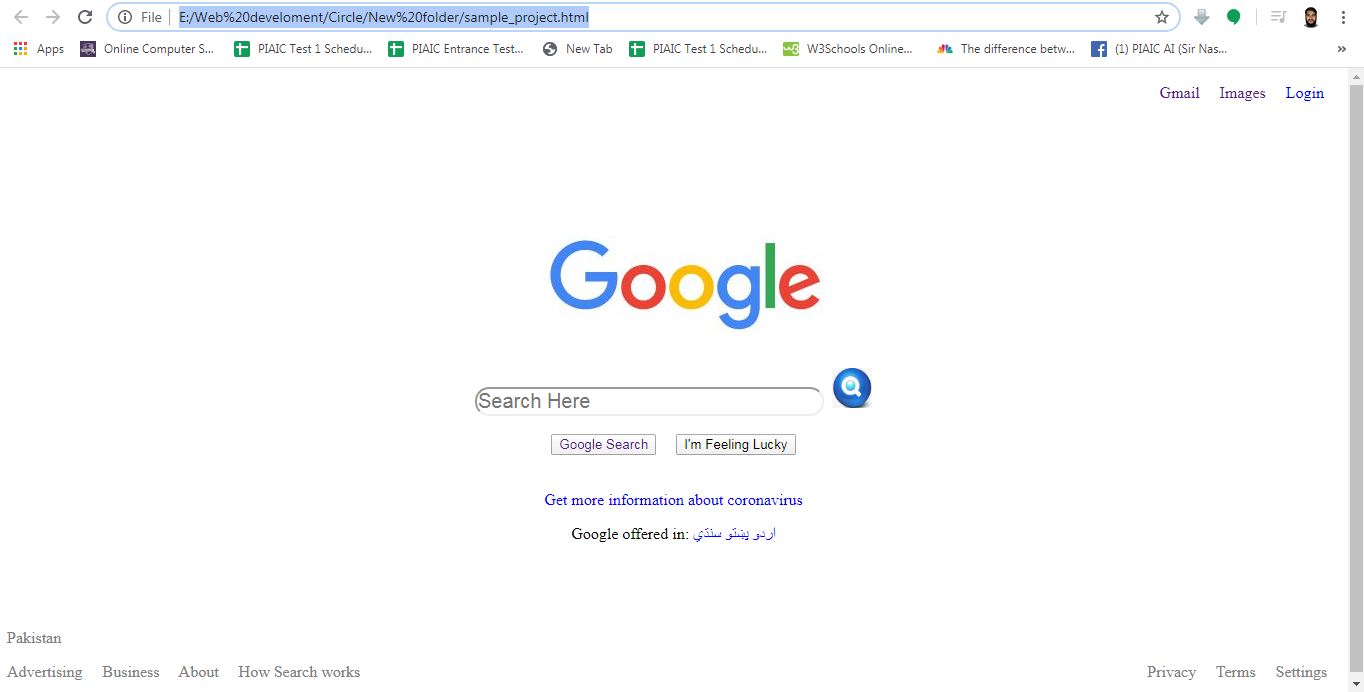 File E:/Web%20develoment/Circle/New%20folder/sample_project.html
Apps Online Computer S... PIAIC Test 1 Schedu... PIAIC Entrance Test... New Tab PIAIC Test 1 Schedu... W3Schools Online... The difference betw... (1) PIAIC AI (Sir Nas...
Gmail Images Login
Google
Search Here
Google Search I'm Feeling Lucky
Get more information about coronavirus
Google offered in: اردو پښتو سنڌي
Pakistan
Advertising Business About How Search works Privacy Terms Settings